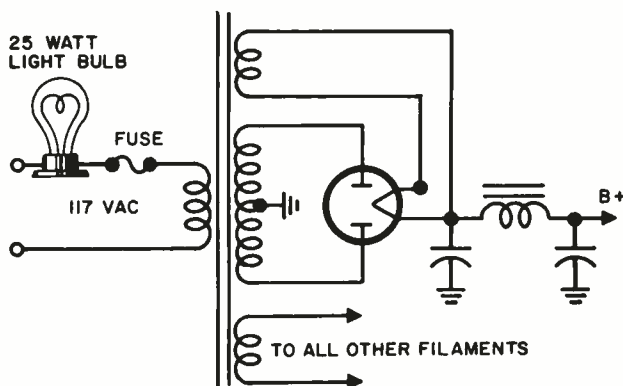 25 WATT
LIGHT BULB
FUSE
117 VAC
B+
TO ALL OTHER FILAMENTS